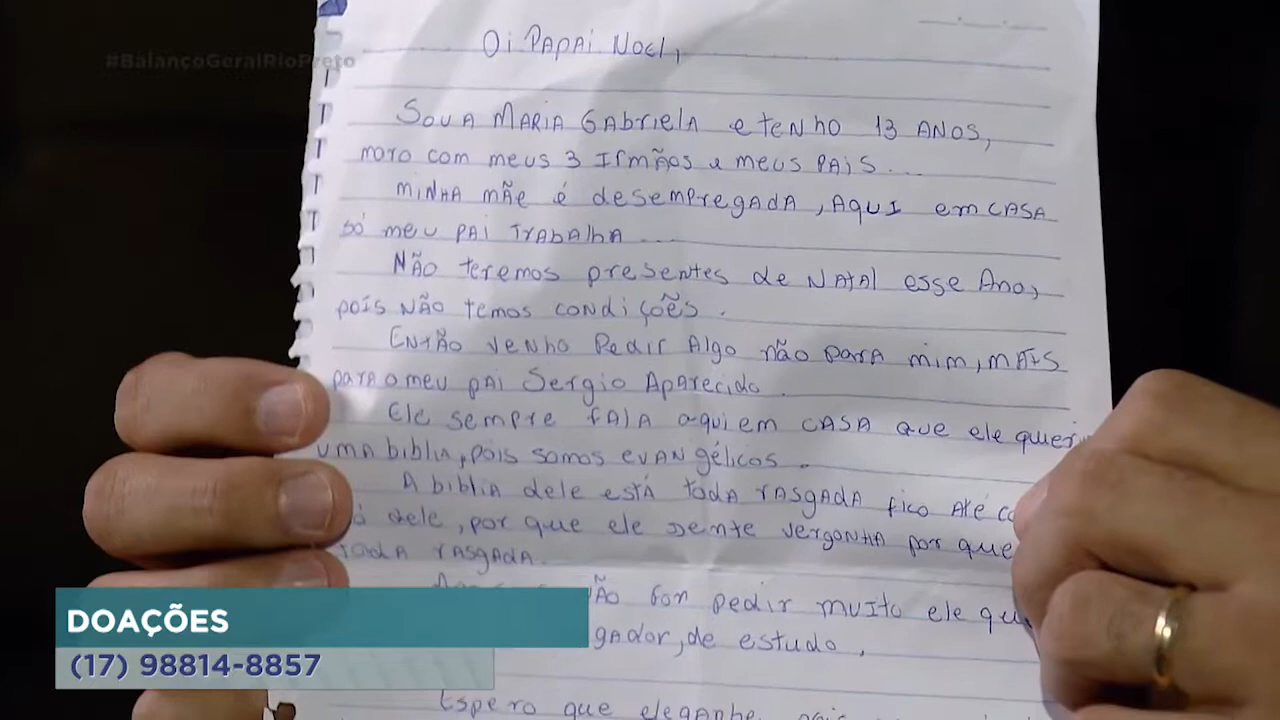 #BalançoGeralRioPreto
Oi Papai Noel,
Sou a Maria Gabriela e tenho 13 anos,
moro com meus 3 Irmãos e meus pais...
Minha mãe é desempregada, aqui em casa
só meu pai trabalha...
Não teremos presentes de Natal esse Ano,
pois não temos condições.
Então venho Pedir Algo não para mim, mais
para o meu pai Sergio Aparecido.
Ele sempre fala aqui em casa que ele quer
uma biblia, pois somos evangélicos.
A biblia dele está toda rasgada fico Até
dele, por que ele sente vergonha por que
toda rasgada.
não for pedir muito ele
de estudo,
Espero que ele ganhe,
DOAÇÕES
(17) 98814-8857